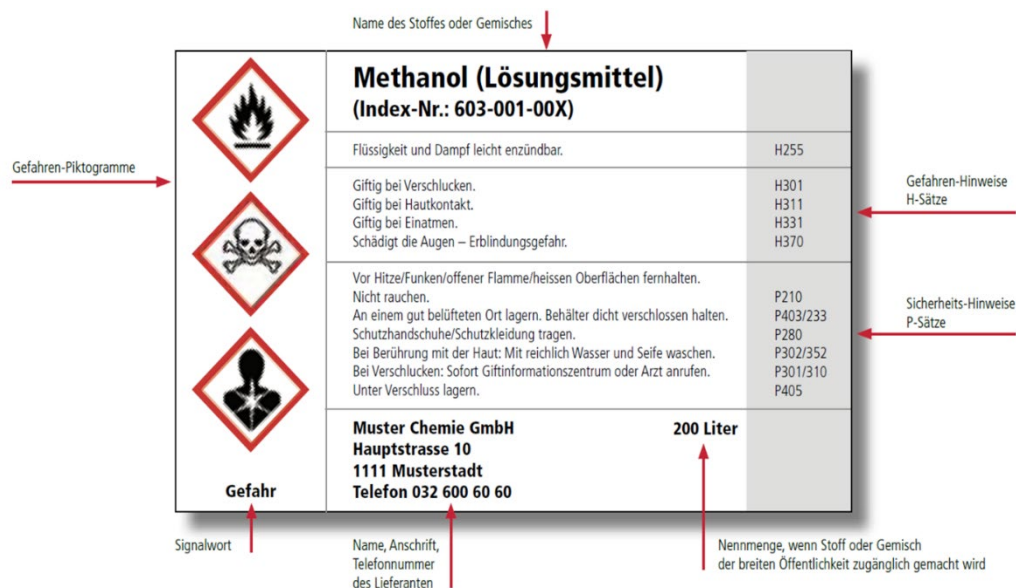 Name des Stoffes oder Gemisches
Methanol (Lösungsmittel)
(Index-Nr.: 603-001-00X)
Flüssigkeit und Dampf leicht enzündbar. H255
Gefahren-Piktogramme
Giftig bei Verschlucken. H301
Giftig bei Hautkontakt. H311
Giftig bei Einatmen. H331
Schädigt die Augen – Erblindungsgefahr. H370
Gefahren-Hinweise
H-Sätze
Vor Hitze/Funken/offener Flamme/heissen Oberflächen fernhalten.
Nicht rauchen. P210
An einem gut belüfteten Ort lagern. Behälter dicht verschlossen halten. P403/233
Schutzhandschuhe/Schutzkleidung tragen. P280
Bei Berührung mit der Haut: Mit reichlich Wasser und Seife waschen. P302/352
Bei Verschlucken: Sofort Giftinformationszentrum oder Arzt anrufen. P301/310
Unter Verschluss lagern. P405
Sicherheits-Hinweise
P-Sätze
Muster Chemie GmbH 200 Liter
Hauptstrasse 10
1111 Musterstadt
Telefon 032 600 60 60
Gefahr
Signalwort
Name, Anschrift,
Telefonnummer
des Lieferanten
Nennmenge, wenn Stoff oder Gemisch
der breiten Öffentlichkeit zugänglich gemacht wird